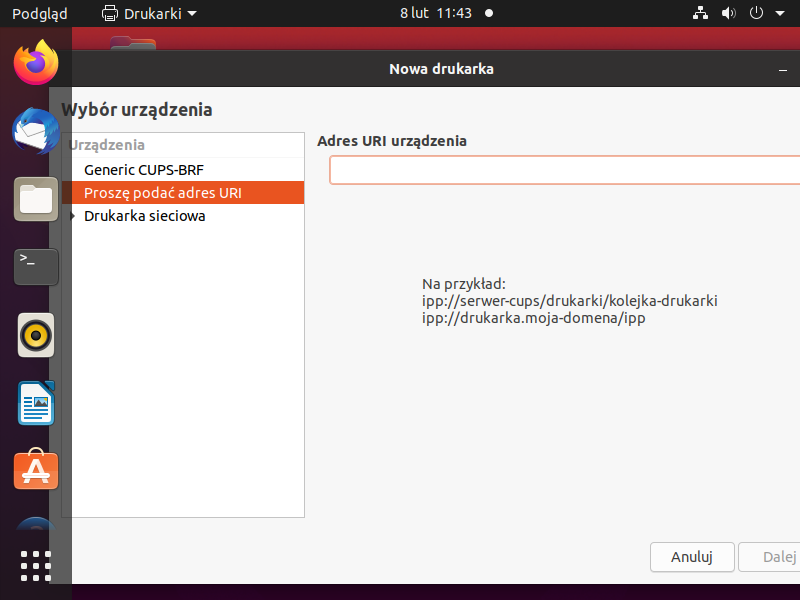 Podgląd
Drukarki
8 lut 11:43
Nowa drukarka
Wybór urządzenia
Urządzenia
Generic CUPS-BRF
Proszę podać adres URI
Drukarka sieciowa
Adres URI urządzenia
Na przykład:
ipp://serwer-cups/drukarki/kolejka-drukarki
ipp://drukarka.moja-domena/ipp
Anuluj
Dalej
>_